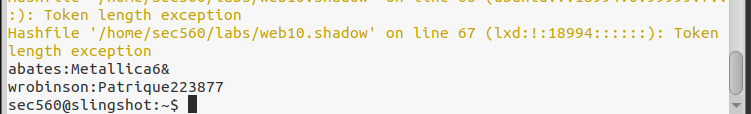 :): Token length exception
Hashfile '/home/sec560/labs/web10.shadow' on line 67 (lxd:!:18994::::::): Token
length exception
abates:Metallica6&
wrobinson:Patrique223877
sec560@slingshot:~$